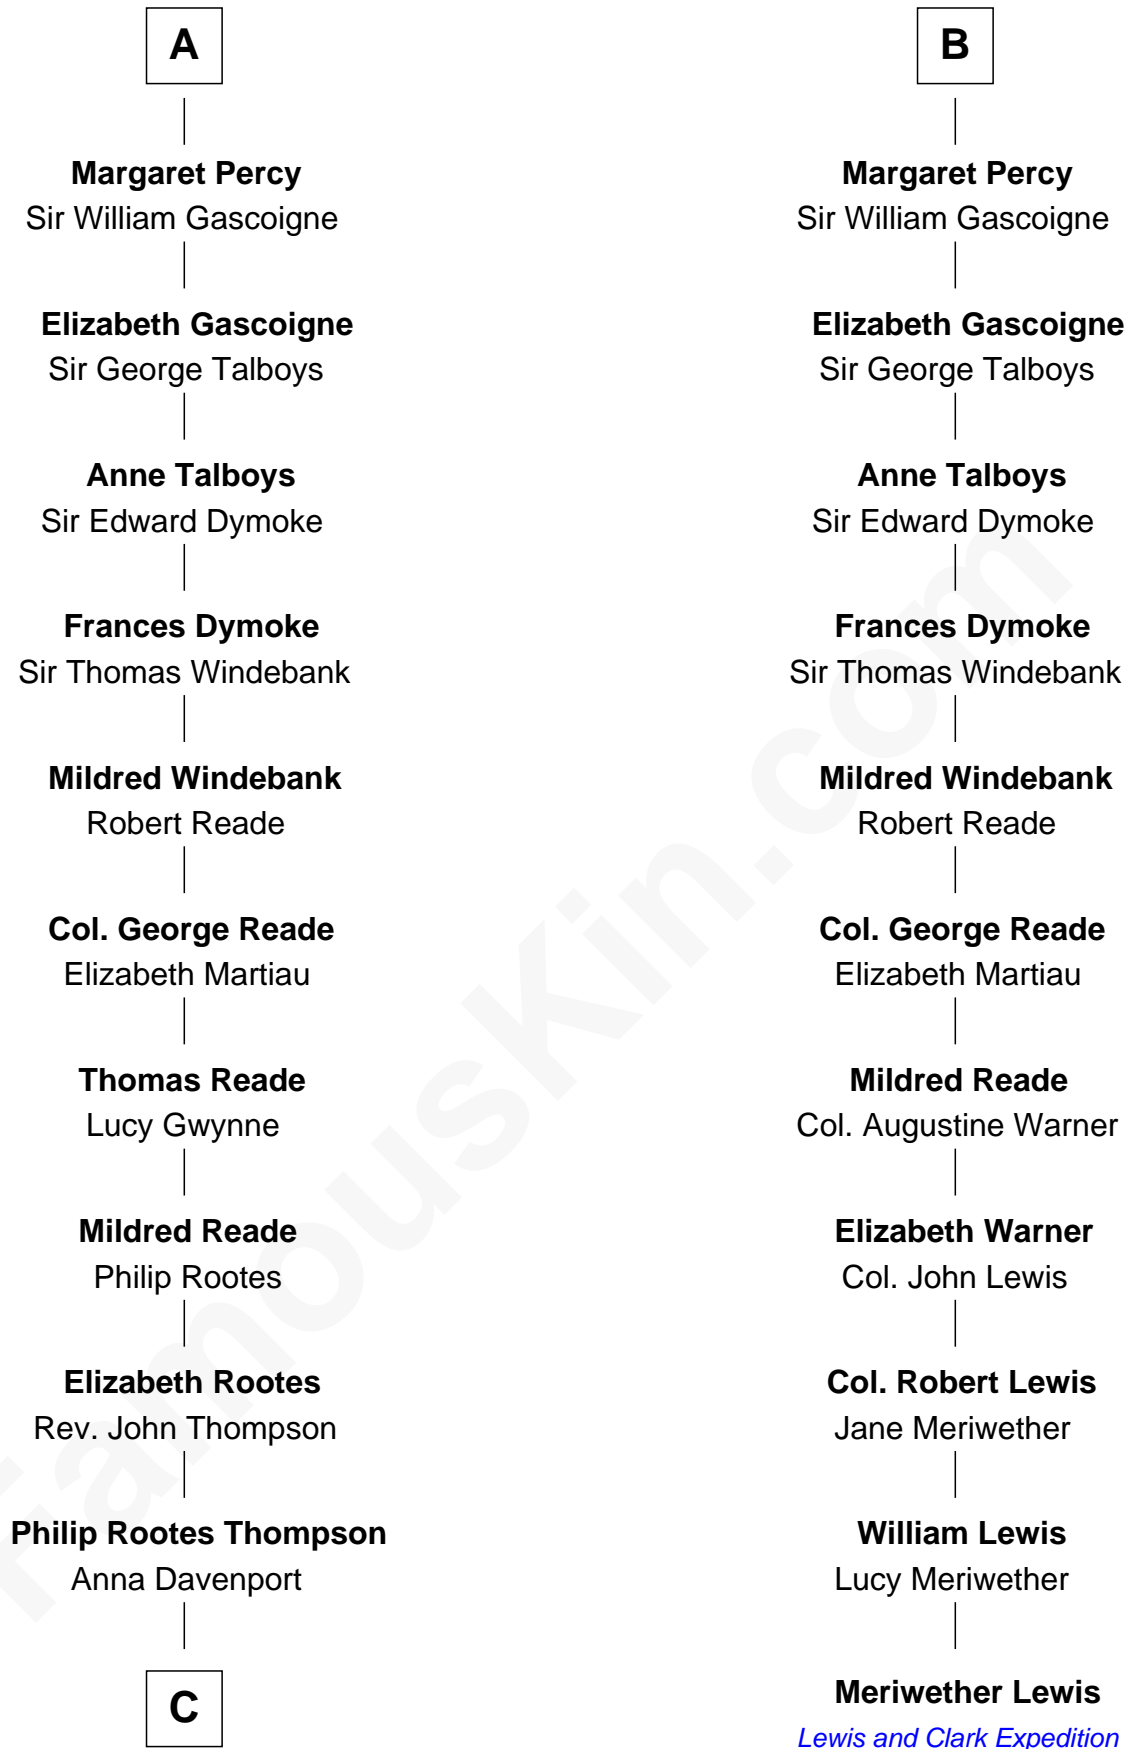 A
Margaret Percy
Sir William Gascoigne
Elizabeth Gascoigne
Sir George Talboys
Anne Talboys
Sir Edward Dymoke
Frances Dymoke
Sir Thomas Windebank
Mildred Windebank
Robert Reade
Col. George Reade
Elizabeth Martiau
Thomas Reade
Lucy Gwynne
Mildred Reade
Philip Rootes
Elizabeth Rootes
Rev. John Thompson
Philip Rootes Thompson
Anna Davenport
C
B
Margaret Percy
Sir William Gascoigne
Elizabeth Gascoigne
Sir George Talboys
Anne Talboys
Sir Edward Dymoke
Frances Dymoke
Sir Thomas Windebank
Mildred Windebank
Robert Reade
Col. George Reade
Elizabeth Martiau
Mildred Reade
Col. Augustine Warner
Elizabeth Warner
Col. John Lewis
Col. Robert Lewis
Jane Meriwether
William Lewis
Lucy Meriwether
Meriwether Lewis
Lewis and Clark Expedition
FamousKin.com